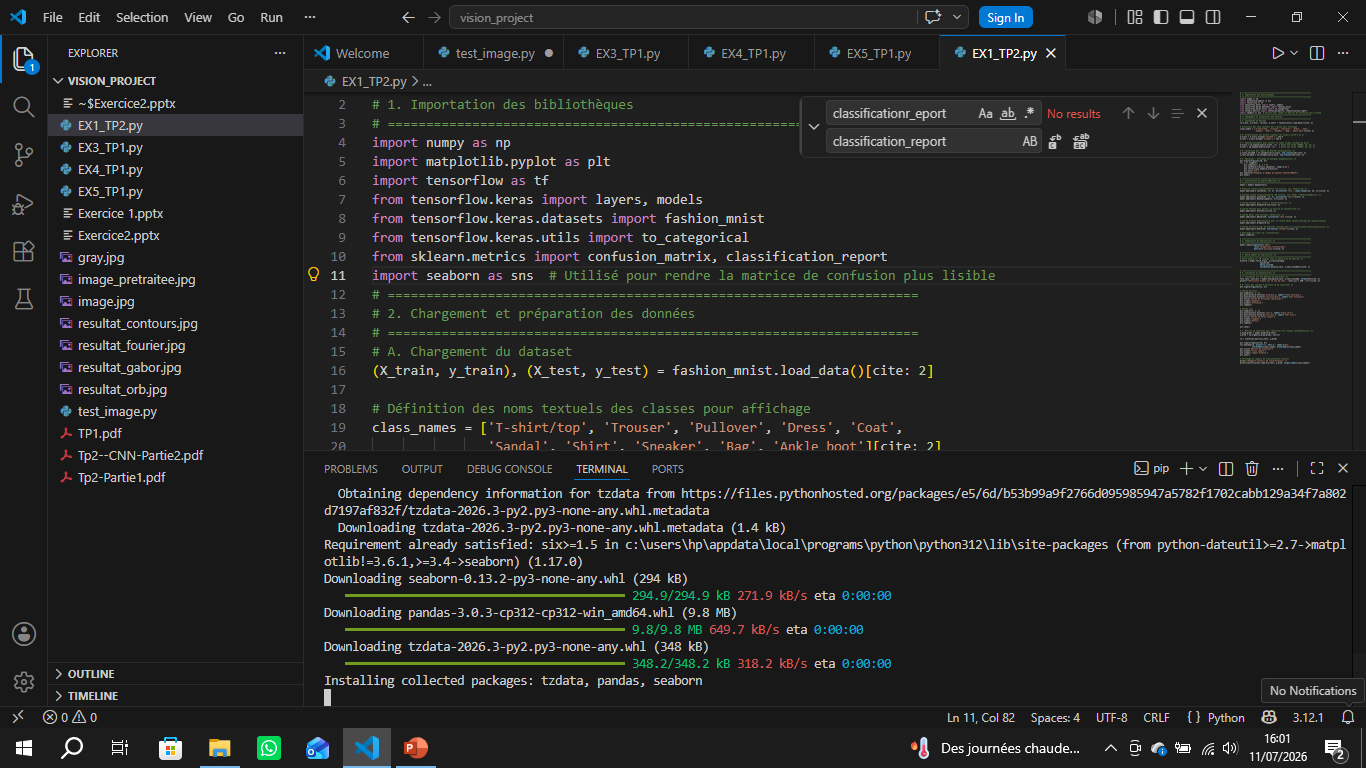 File Edit Selection View Go Run ··· vision_project Sign In
EXPLORER ···
VISION_PROJECT
~$Exercice2.pptx
EX1_TP2.py
EX3_TP1.py
EX4_TP1.py
EX5_TP1.py
Exercice 1.pptx
Exercice2.pptx
gray.jpg
image_pretraitee.jpg
image.jpg
resultat_contours.jpg
resultat_fourier.jpg
resultat_gabor.jpg
resultat_orb.jpg
test_image.py
TP1.pdf
Tp2--CNN-Partie2.pdf
Tp2-Partie1.pdf
OUTLINE
TIMELINE
1
Welcome test_image.py EX3_TP1.py EX4_TP1.py EX5_TP1.py EX1_TP2.py
EX1_TP2.py > ...
classificationr_eport Aa ab .* No results
classification_report AB
2 # 1. Importation des bibliothèques
3 # =====================================================
4 import numpy as np
5 import matplotlib.pyplot as plt
6 import tensorflow as tf
7 from tensorflow.keras import layers, models
8 from tensorflow.keras.datasets import fashion_mnist
9 from tensorflow.keras.utils import to_categorical
10 from sklearn.metrics import confusion_matrix, classification_report
11 import seaborn as sns  # Utilisé pour rendre la matrice de confusion plus lisible
12 # =====================================================================
13 # 2. Chargement et préparation des données
14 # =====================================================================
15 # A. Chargement du dataset
16 (X_train, y_train), (X_test, y_test) = fashion_mnist.load_data()[cite: 2]
17
18 # Définition des noms textuels des classes pour affichage
19 class_names = ['T-shirt/top', 'Trouser', 'Pullover', 'Dress', 'Coat',
20 'Sandal', 'Shirt', 'Sneaker', 'Bag', 'Ankle boot'][cite: 2]
PROBLEMS OUTPUT DEBUG CONSOLE TERMINAL PORTS pip
Obtaining dependency information for tzdata from https://files.pythonhosted.org/packages/e5/6d/b53b99a9f2766d095985947a5782f1702cabb129a34f7a802
d7197af832f/tzdata-2026.3-py2.py3-none-any.whl.metadata
Downloading tzdata-2026.3-py2.py3-none-any.whl.metadata (1.4 kB)
Requirement already satisfied: six>=1.5 in c:\users\hp\appdata\local\programs\python\python312\lib\site-packages (from python-dateutil>=2.7->matpl
otlib!=3.6.1,>=3.4->seaborn) (1.17.0)
Downloading seaborn-0.13.2-py3-none-any.whl (294 kB)
294.9/294.9 kB 271.9 kB/s eta 0:00:00
Downloading pandas-3.0.3-cp312-cp312-win_amd64.whl (9.8 MB)
9.8/9.8 MB 649.7 kB/s eta 0:00:00
Downloading tzdata-2026.3-py2.py3-none-any.whl (348 kB)
348.2/348.2 kB 318.2 kB/s eta 0:00:00
Installing collected packages: tzdata, pandas, seaborn
No Notifications
0 0 Ln 11, Col 82 Spaces: 4 UTF-8 CRLF { } Python 3.12.1
Des journées chaude... 16:01
11/07/2026
2